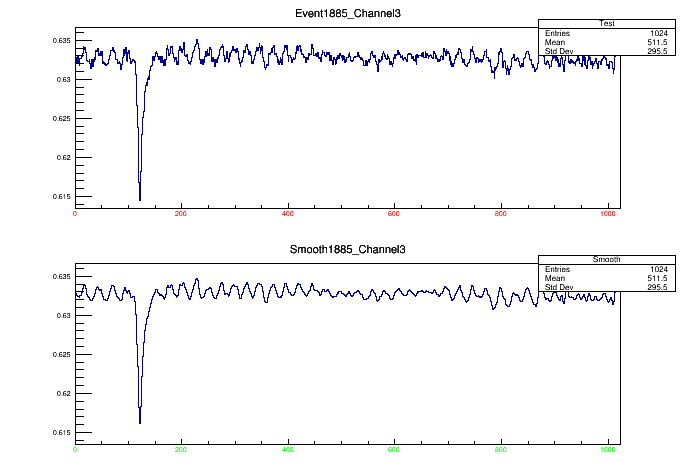 Event1885_Channel3
Test
Entries 1024
Mean 511.5
Std Dev 295.5
0.635
0.63
0.625
0.62
0.615
0 200 400 600 800 1000
Smooth1885_Channel3
Smooth
Entries 1024
Mean 511.5
Std Dev 295.5
0.635
0.63
0.625
0.62
0.615
0 200 400 600 800 1000